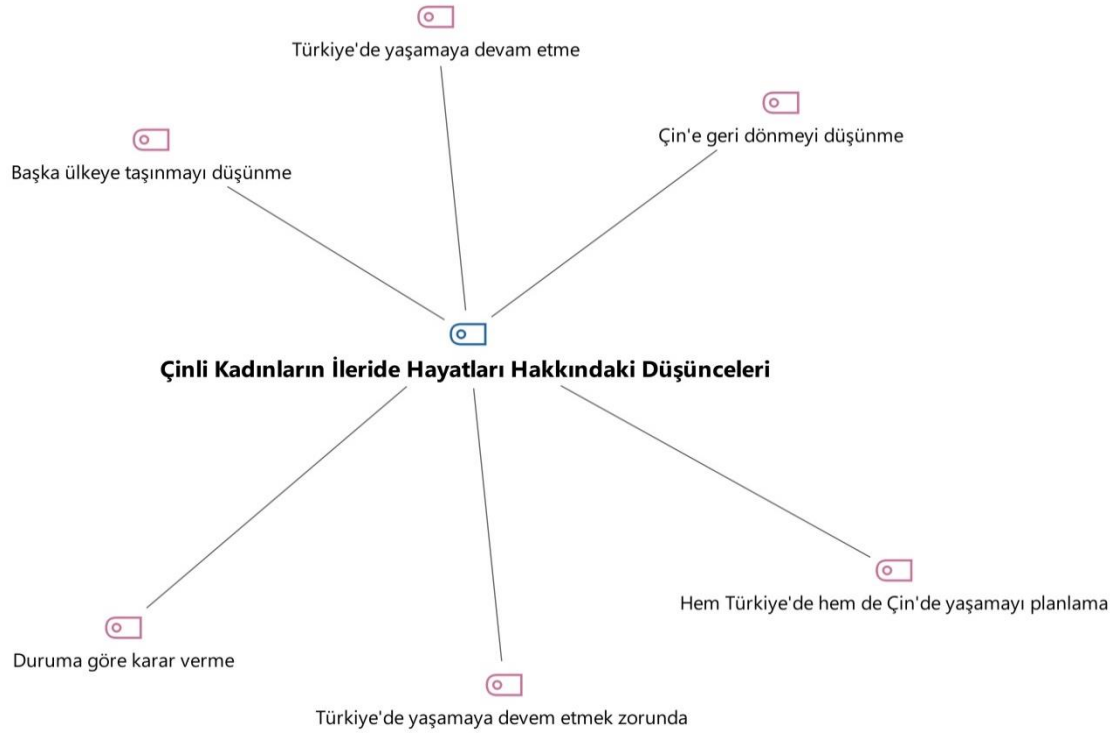 Türkiye'de yaşamaya devam etme
Çin'e geri dönmeyi düşünme
Başka ülkeye taşınmayı düşünme
Çinli Kadınların İleride Hayatları Hakkındaki Düşünceleri
Hem Türkiye'de hem de Çin'de yaşamayı planlama
Duruma göre karar verme
Türkiye'de yaşamaya devem etmek zorunda